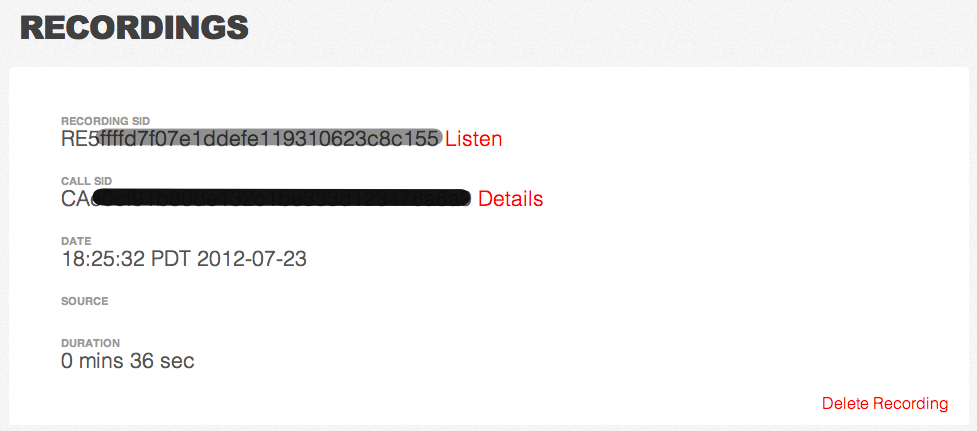 RECORDINGS
RECORDING SID
RE5ffffd7f07e1ddefe119310623c8c155 Listen
CALL SID
CA Details
DATE
18:25:32 PDT 2012-07-23
SOURCE
DURATION
0 mins 36 sec
Delete Recording